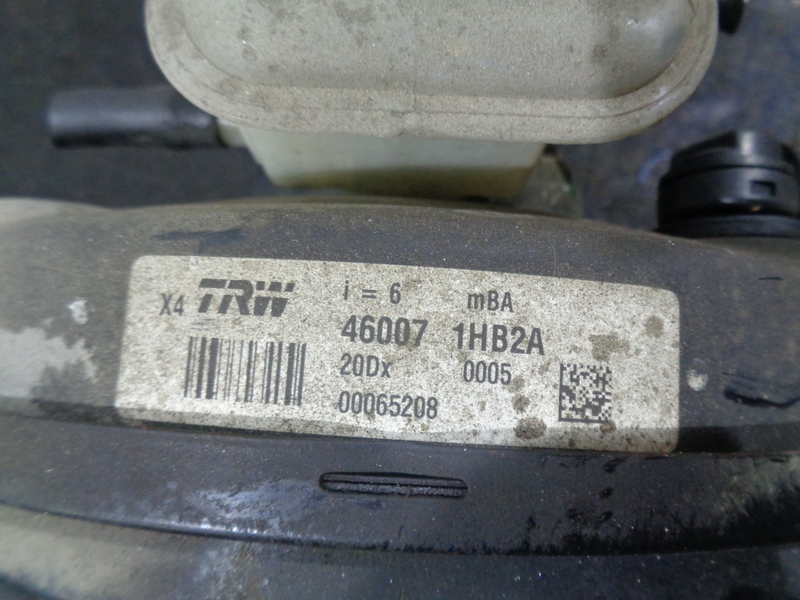 X4 TRW i = 6 mBA
46007 1HB2A
20Dx 0005
00065208